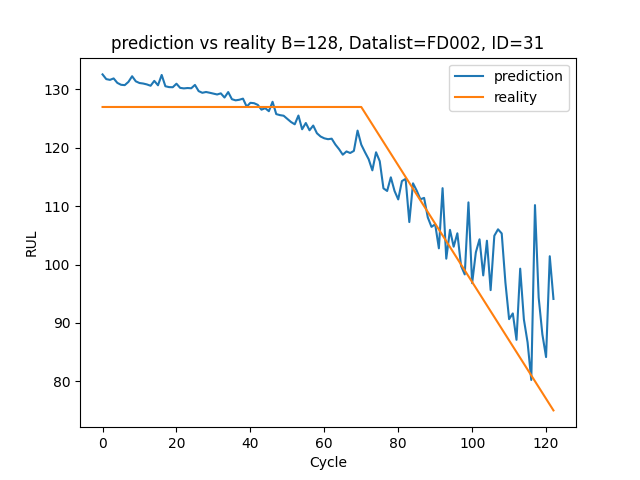 prediction vs reality B=128, Datalist=FD002, ID=31
prediction
reality
RUL
130
120
110
100
90
80
0 20 40 60 80 100 120
Cycle